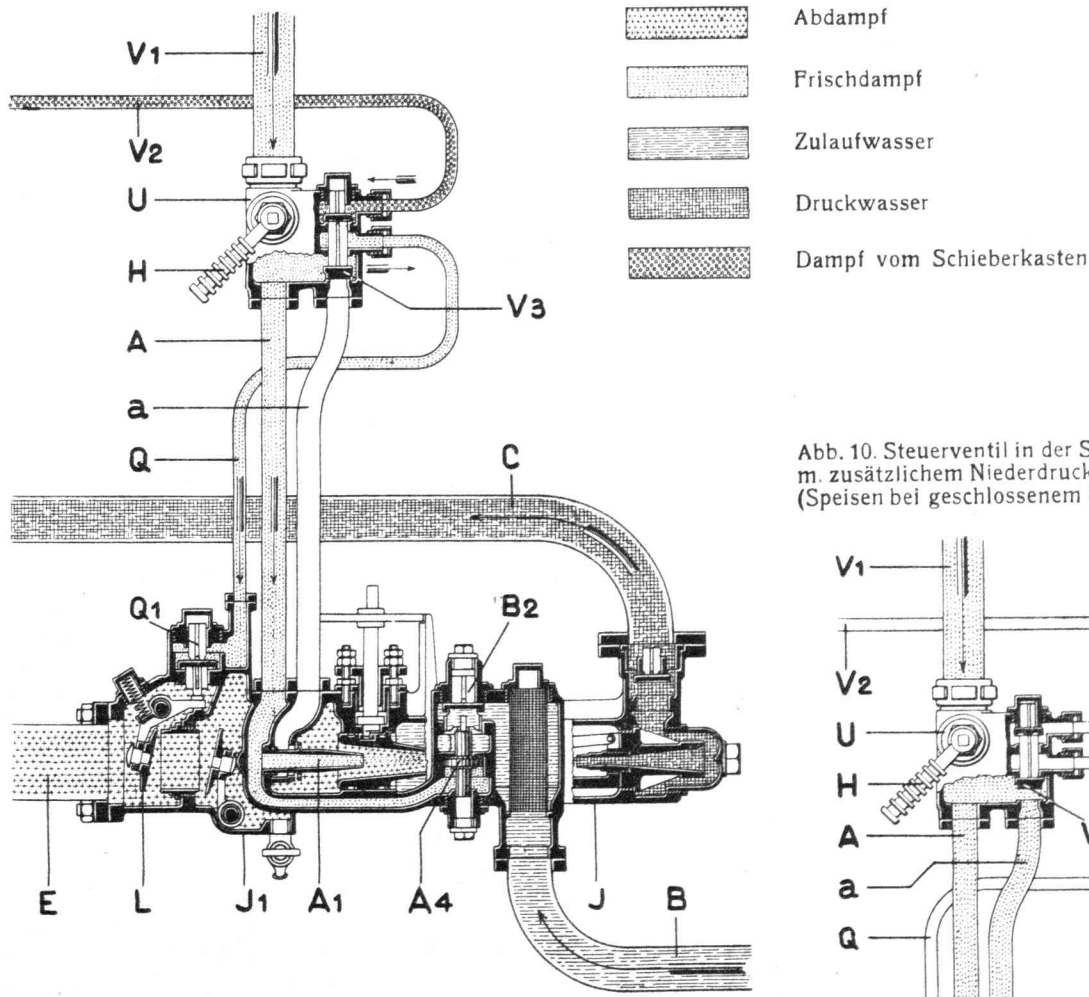 Abdampf
Frischdampf
Zulaufwasser
Druckwasser
Dampf vom Schieberkasten
V1
V2
U
H
V3
A
a
Q
C
Q1
B2
E
L
J1
A1
A4
J
B
Abb. 10. Steuerventil in der S
m. zusätzlichem Niederdruck
(Speisen bei geschlossenem
V1
V2
U
H
A
V
a
Q